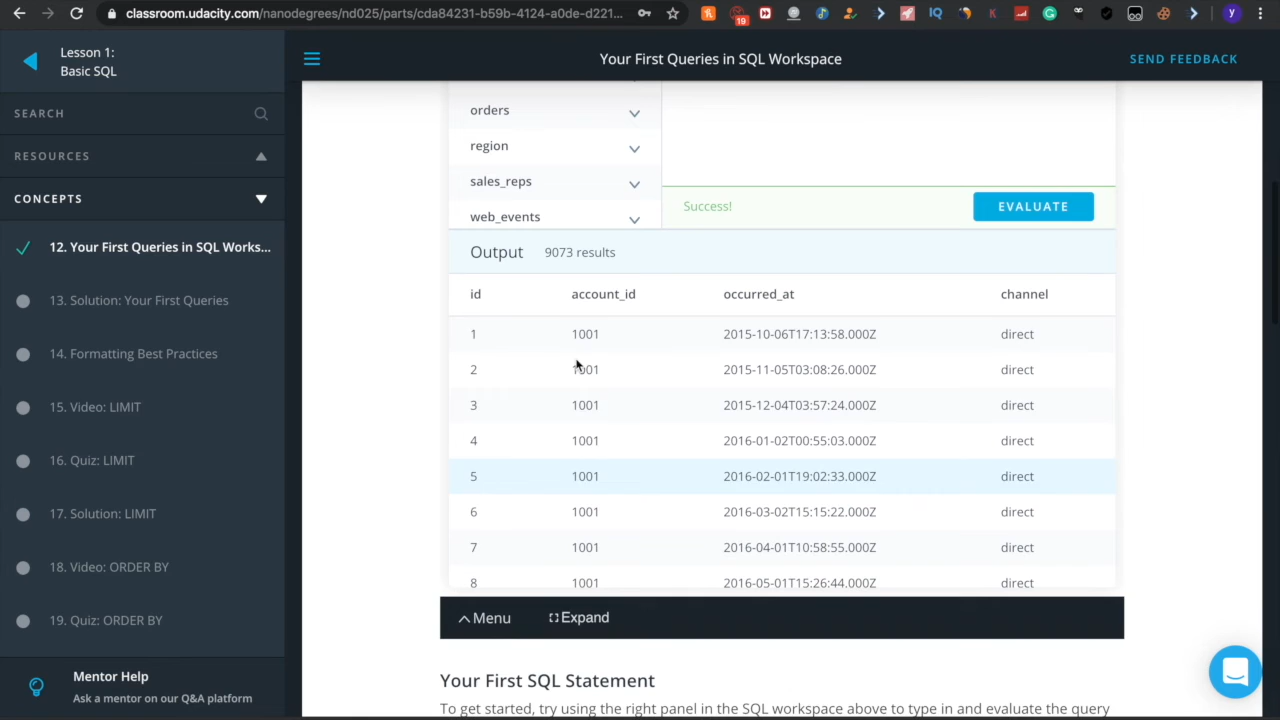 classroom.udacity.com/nanodegrees/nd025/parts/cda84231-b59b-4124-a0de-d221...
19
IQ
K
G
y
Lesson 1:
Basic SQL
Your First Queries in SQL Workspace
SEND FEEDBACK
SEARCH
RESOURCES
CONCEPTS
12. Your First Queries in SQL Works...
13. Solution: Your First Queries
14. Formatting Best Practices
15. Video: LIMIT
16. Quiz: LIMIT
17. Solution: LIMIT
18. Video: ORDER BY
19. Quiz: ORDER BY
Mentor Help
Ask a mentor on our Q&A platform
orders
region
sales_reps
web_events
Success!
EVALUATE
Output 9073 results
id account_id occurred_at channel
1 1001 2015-10-06T17:13:58.000Z direct
2 1001 2015-11-05T03:08:26.000Z direct
3 1001 2015-12-04T03:57:24.000Z direct
4 1001 2016-01-02T00:55:03.000Z direct
5 1001 2016-02-01T19:02:33.000Z direct
6 1001 2016-03-02T15:15:22.000Z direct
7 1001 2016-04-01T10:58:55.000Z direct
8 1001 2016-05-01T15:26:44.000Z direct
Menu Expand
Your First SQL Statement
To get started, try using the right panel in the SQL workspace above to type in and evaluate the query